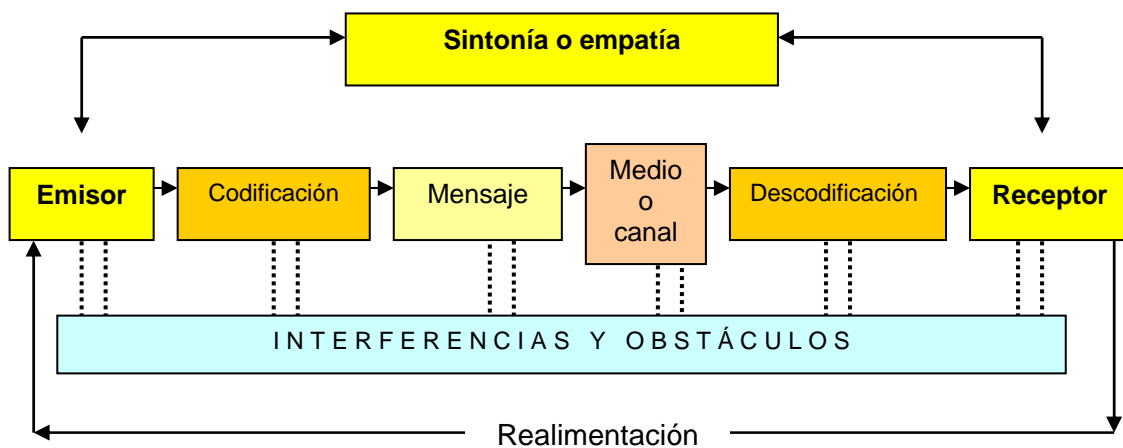 Sintonía o empatía
Emisor
Codificación
Mensaje
Medio
o
canal
Descodificación
Receptor
INTERFERENCIAS Y OBSTÁCULOS
Realimentación